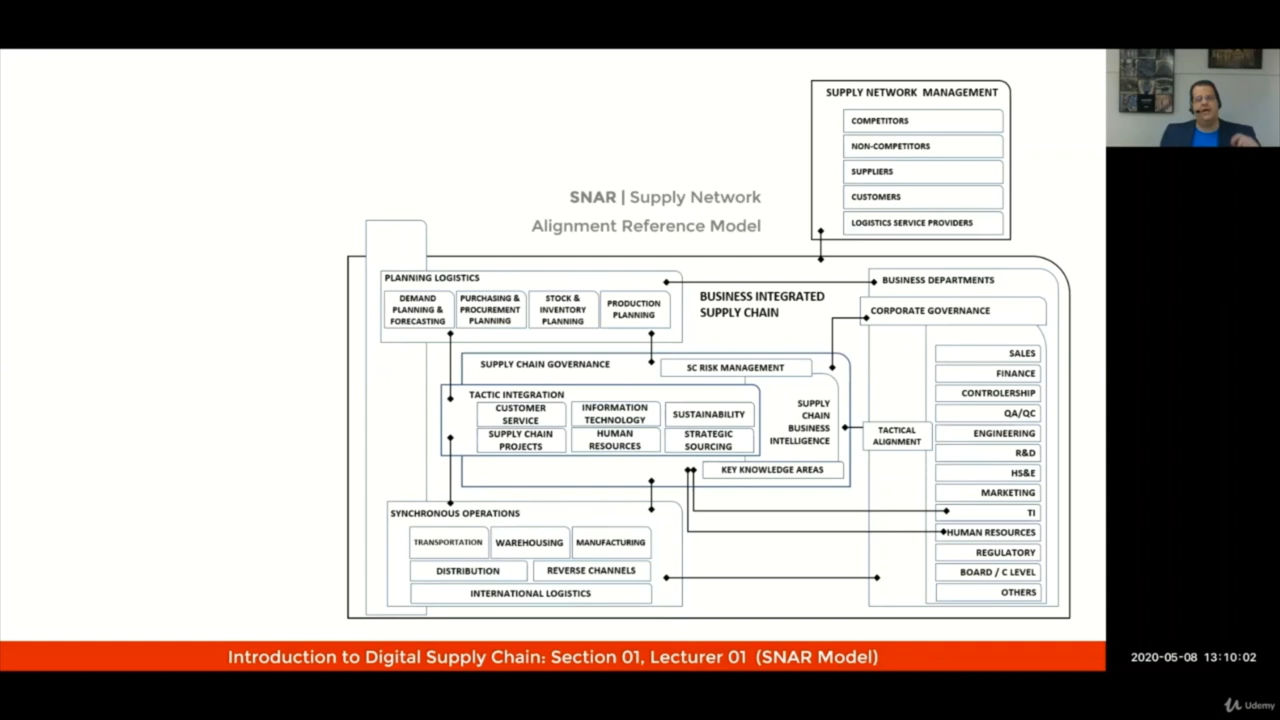 SUPPLY NETWORK MANAGEMENT
COMPETITORS
NON-COMPETITORS
SUPPLIERS
CUSTOMERS
LOGISTICS SERVICE PROVIDERS
SNAR | Supply Network
Alignment Reference Model
PLANNING LOGISTICS
DEMAND
PLANNING &
FORECASTING
PURCHASING &
PROCUREMENT
PLANNING
STOCK &
INVENTORY
PLANNING
PRODUCTION
PLANNING
BUSINESS INTEGRATED
SUPPLY CHAIN
BUSINESS DEPARTMENTS
CORPORATE GOVERNANCE
SUPPLY CHAIN GOVERNANCE
SC RISK MANAGEMENT
TACTIC INTEGRATION
CUSTOMER
SERVICE
INFORMATION
TECHNOLOGY
SUSTAINABILITY
SUPPLY CHAIN
PROJECTS
HUMAN
RESOURCES
STRATEGIC
SOURCING
SUPPLY
CHAIN
BUSINESS
INTELLIGENCE
KEY KNOWLEDGE AREAS
TACTICAL
ALIGNMENT
SALES
FINANCE
CONTROLERSHIP
QA/QC
ENGINEERING
R&D
HS&E
MARKETING
TI
HUMAN RESOURCES
REGULATORY
BOARD / C LEVEL
OTHERS
SYNCHRONOUS OPERATIONS
TRANSPORTATION
WAREHOUSING
MANUFACTURING
DISTRIBUTION
REVERSE CHANNELS
INTERNATIONAL LOGISTICS
Introduction to Digital Supply Chain: Section 01, Lecturer 01 (SNAR Model)
2020-05-08 13:10:02
Udemy